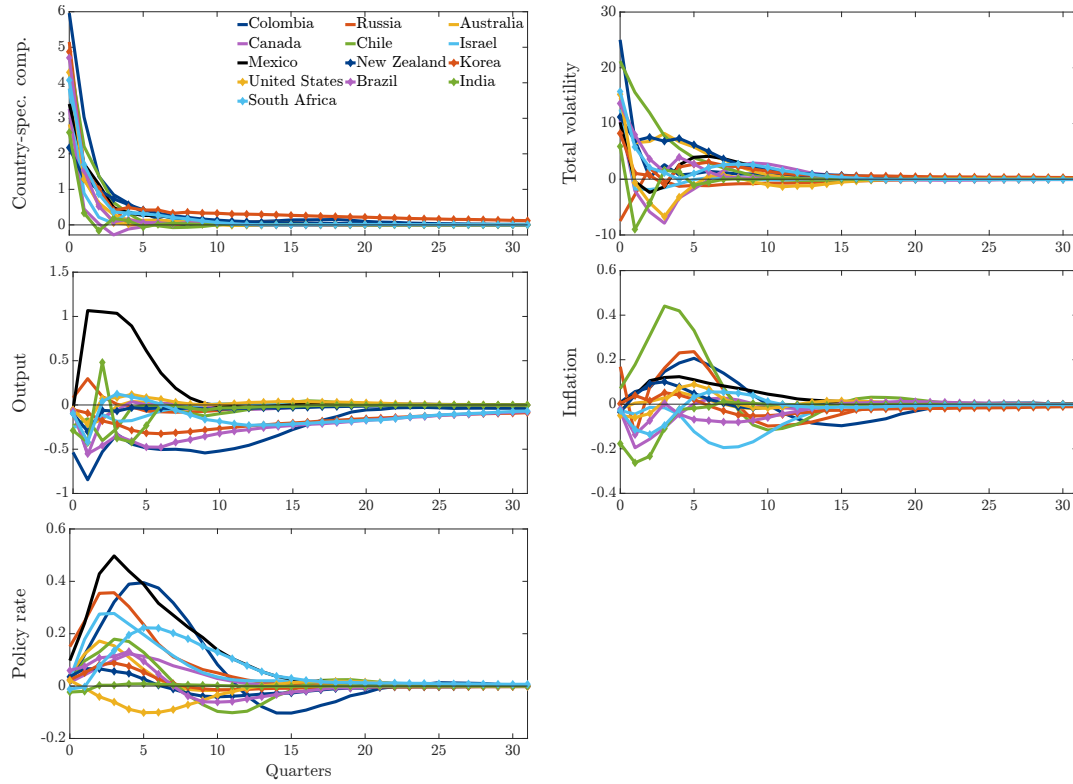 Country-spec. comp.
6
5
4
3
2
1
0
0 5 10 15 20 25 30
Colombia Russia Australia
Canada Chile Israel
Mexico New Zealand Korea
United States Brazil India
South Africa
Total volatility
30
20
10
0
-10
0 5 10 15 20 25 30
Output
1.5
1
0.5
0
-0.5
-1
0 5 10 15 20 25 30
Inflation
0.6
0.4
0.2
0
-0.2
-0.4
0 5 10 15 20 25 30
Policy rate
0.6
0.4
0.2
0
-0.2
0 5 10 15 20 25 30
Quarters